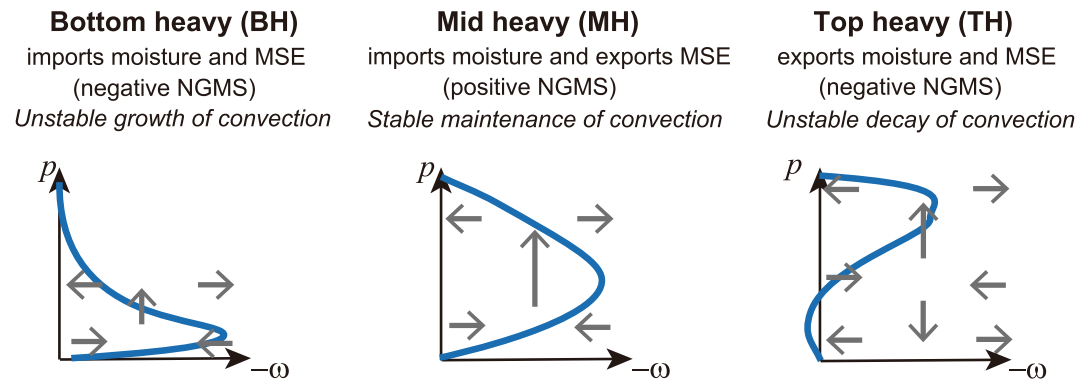 Bottom heavy (BH)
imports moisture and MSE
(negative NGMS)
Unstable growth of convection
p
−ω
Mid heavy (MH)
imports moisture and exports MSE
(positive NGMS)
Stable maintenance of convection
p
−ω
Top heavy (TH)
exports moisture and MSE
(negative NGMS)
Unstable decay of convection
p
−ω